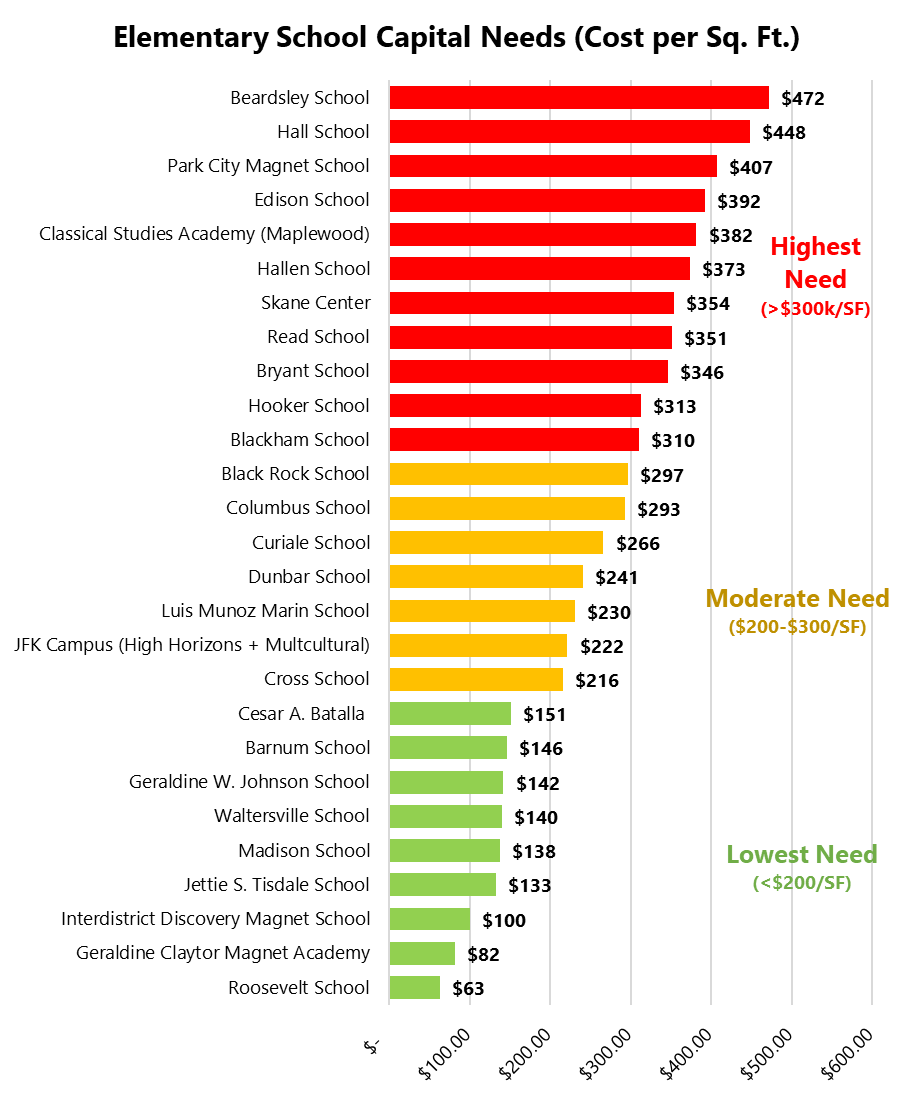 Elementary School Capital Needs (Cost per Sq. Ft.)
Beardsley School $472
Hall School $448
Park City Magnet School $407
Edison School $392
Classical Studies Academy (Maplewood) $382
Hallen School $373
Skane Center $354
Read School $351
Bryant School $346
Hooker School $313
Blackham School $310
Black Rock School $297
Columbus School $293
Curiale School $266
Dunbar School $241
Luis Munoz Marin School $230
JFK Campus (High Horizons + Multcultural) $222
Cross School $216
Cesar A. Batalla $151
Barnum School $146
Geraldine W. Johnson School $142
Waltersville School $140
Madison School $138
Jettie S. Tisdale School $133
Interdistrict Discovery Magnet School $100
Geraldine Claytor Magnet Academy $82
Roosevelt School $63
Highest
Need
(>$300k/SF)
Moderate Need
($200-$300/SF)
Lowest Need
(<$200/SF)
$- $100.00 $200.00 $300.00 $400.00 $500.00 $600.00